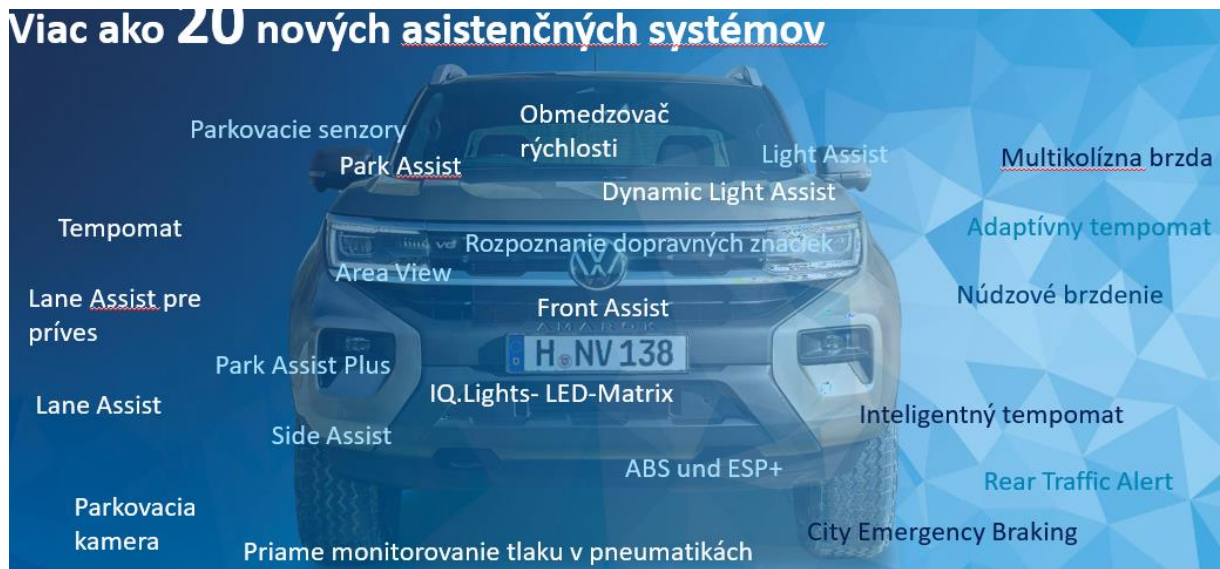 Viac ako 20 nových asistenčných systémov
Parkovacie senzory
Obmedzovač
rýchlosti
Park Assist
Light Assist
Multikolízna brzda
Dynamic Light Assist
Tempomat
Adaptívny tempomat
Rozpoznanie dopravných značiek
Area View
Lane Assist pre
príves
Núdzové brzdenie
Front Assist
AMAROK
H NV 138
Park Assist Plus
IQ.Lights- LED-Matrix
Lane Assist
Inteligentný tempomat
Side Assist
ABS und ESP+
Rear Traffic Alert
Parkovacia
kamera
City Emergency Braking
Priame monitorovanie tlaku v pneumatikách